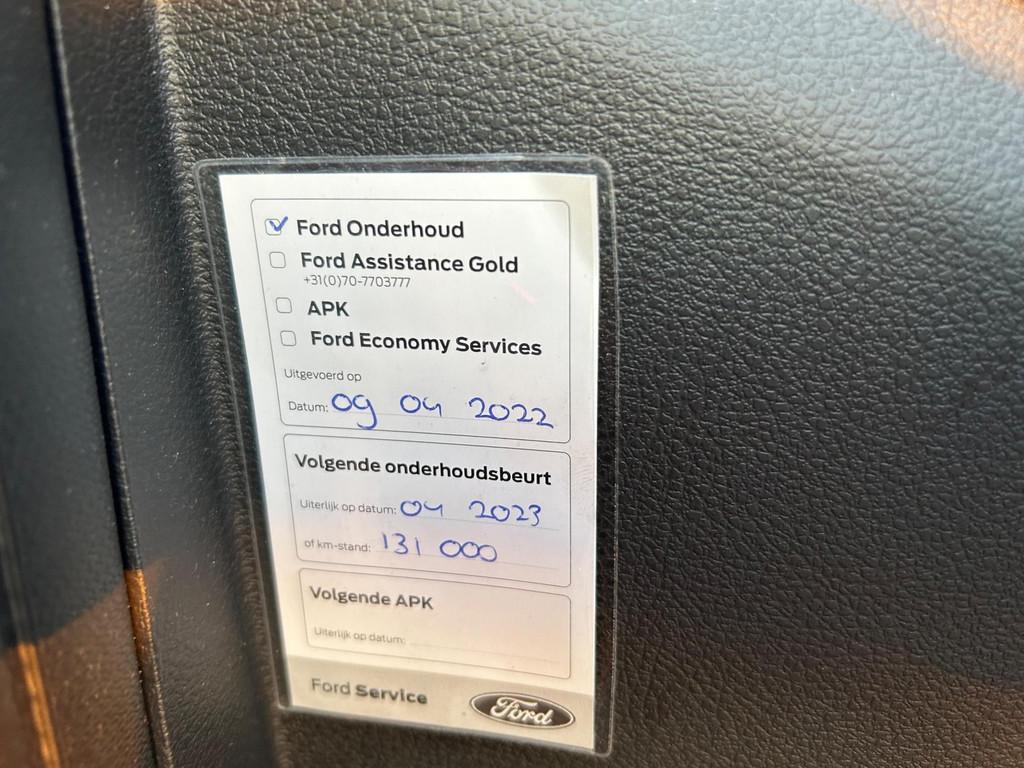 Ford Onderhoud
Ford Assistance Gold
+31(0)70-7703777
APK
Ford Economy Services
Uitgevoerd op
Datum: 09 04 2022
Volgende onderhoudsbeurt
Uiterlijk op datum: 04 2023
of km-stand: 131 000
Volgende APK
Uiterlijk op datum:
Ford Service
Ford